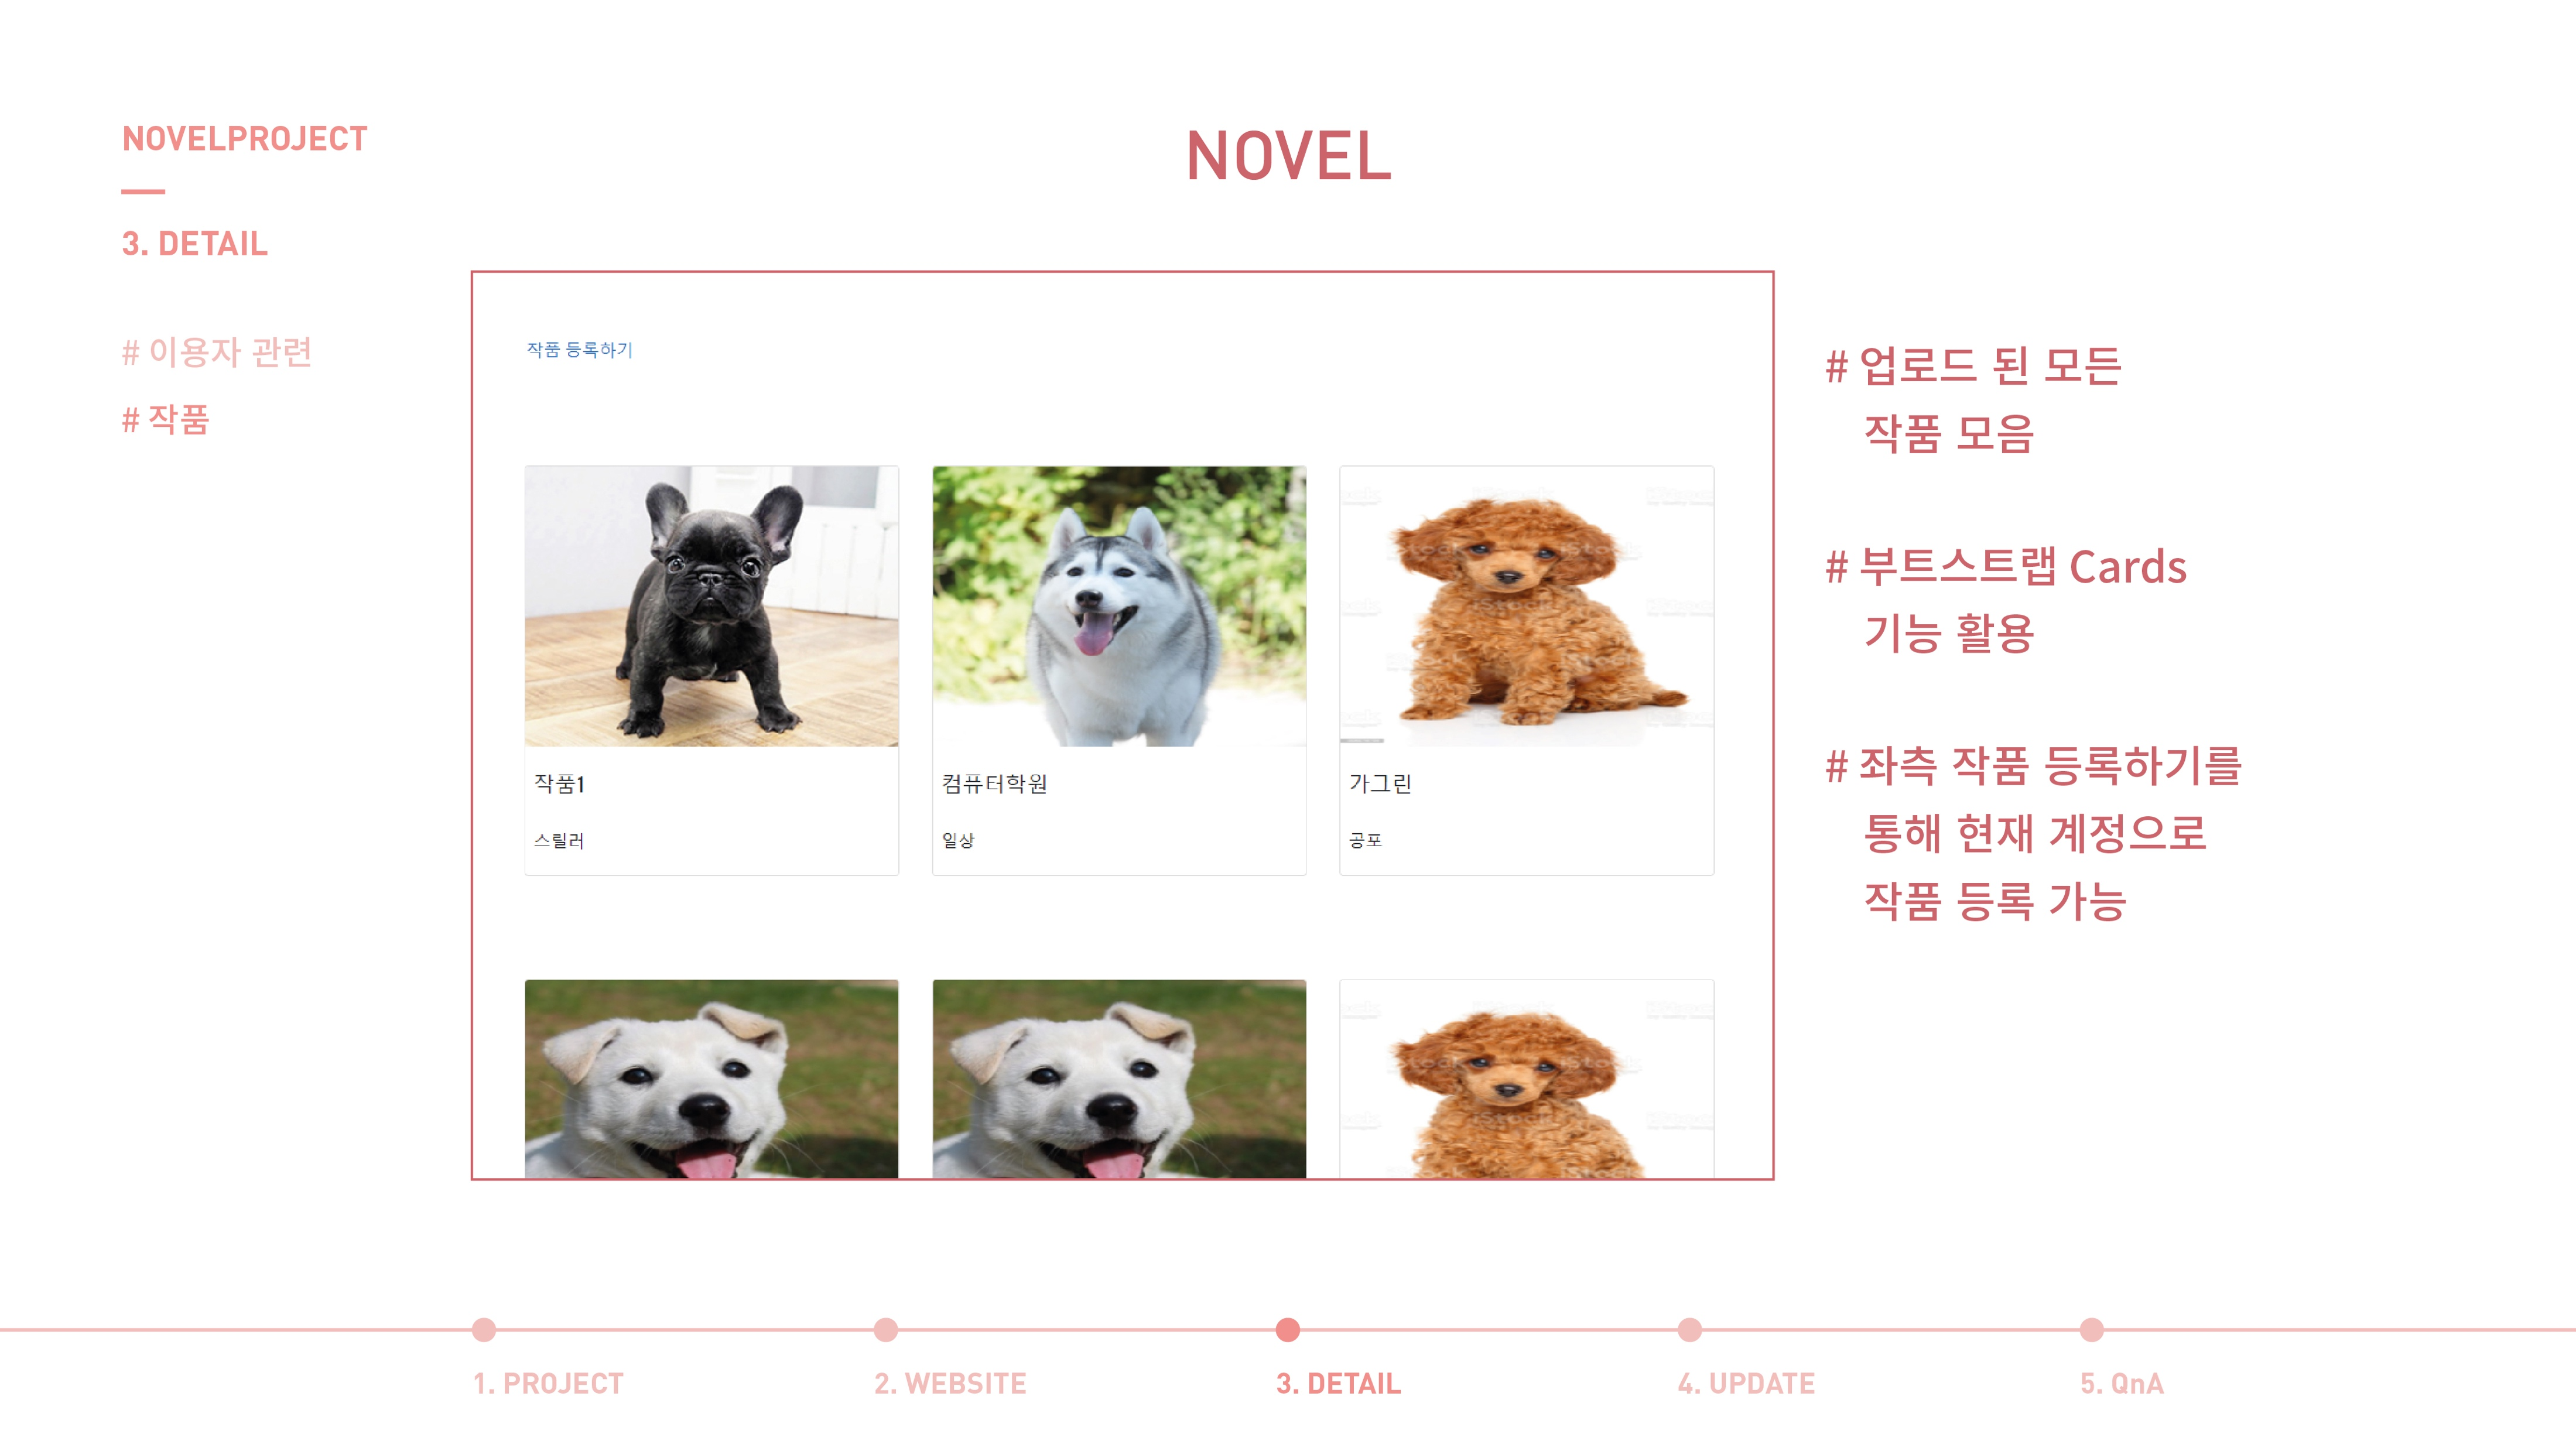 NOVELPROJECT
NOVEL
3. DETAIL
# 이용자 관련
# 작품
작품 등록하기
작품1
스릴러
컴퓨터학원
일상
가그린
공포
# 업로드 된 모든
작품 모음
# 부트스트랩 Cards
기능 활용
# 좌측 작품 등록하기를
통해 현재 계정으로
작품 등록 가능
1. PROJECT
2. WEBSITE
3. DETAIL
4. UPDATE
5. QnA